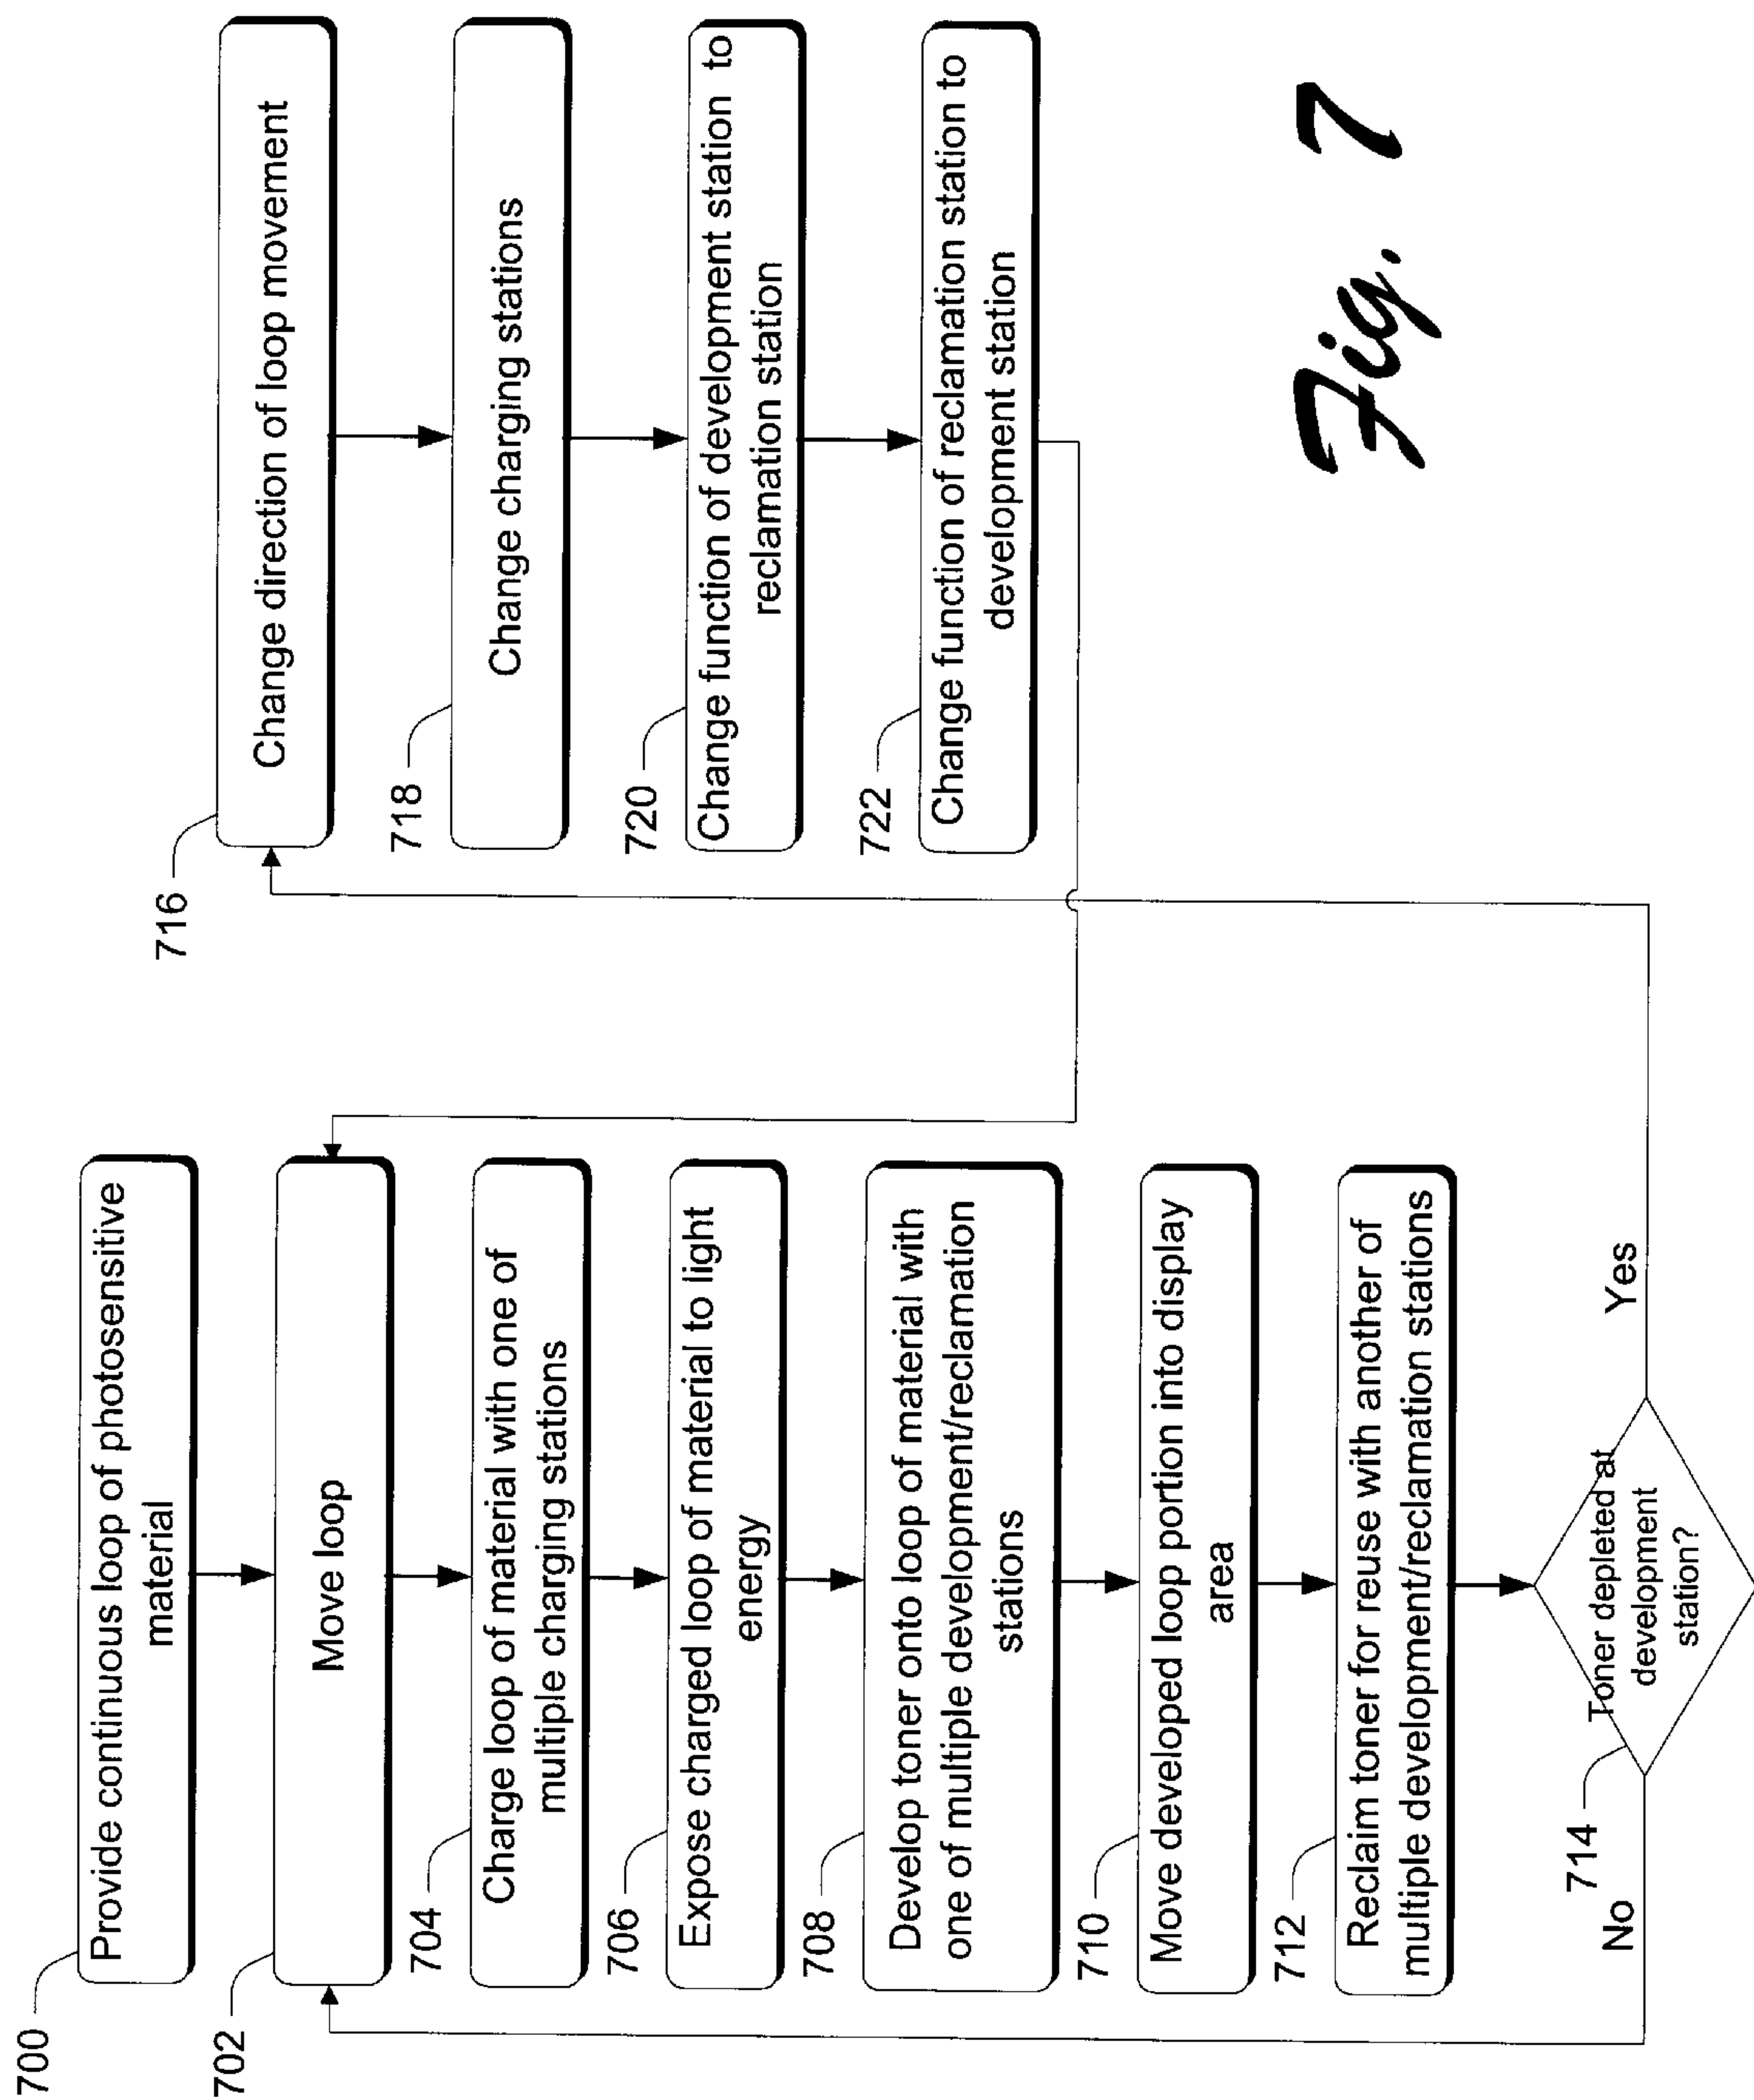 700
Provide continuous loop of photosensitive
material
702
Move loop
704
Charge loop of material with one of
multiple charging stations
706
Expose charged loop of material to light
energy
708
Develop toner onto loop of material with
one of multiple development/reclamation
stations
710
Move developed loop portion into display
area
712
Reclaim toner for reuse with another of
multiple development/reclamation stations
714
Toner depleted at
development
station?
No
Yes
716
Change direction of loop movement
718
Change charging stations
720
Change function of development station to
reclamation station
722
Change function of reclamation station to
development station
Fig. 7